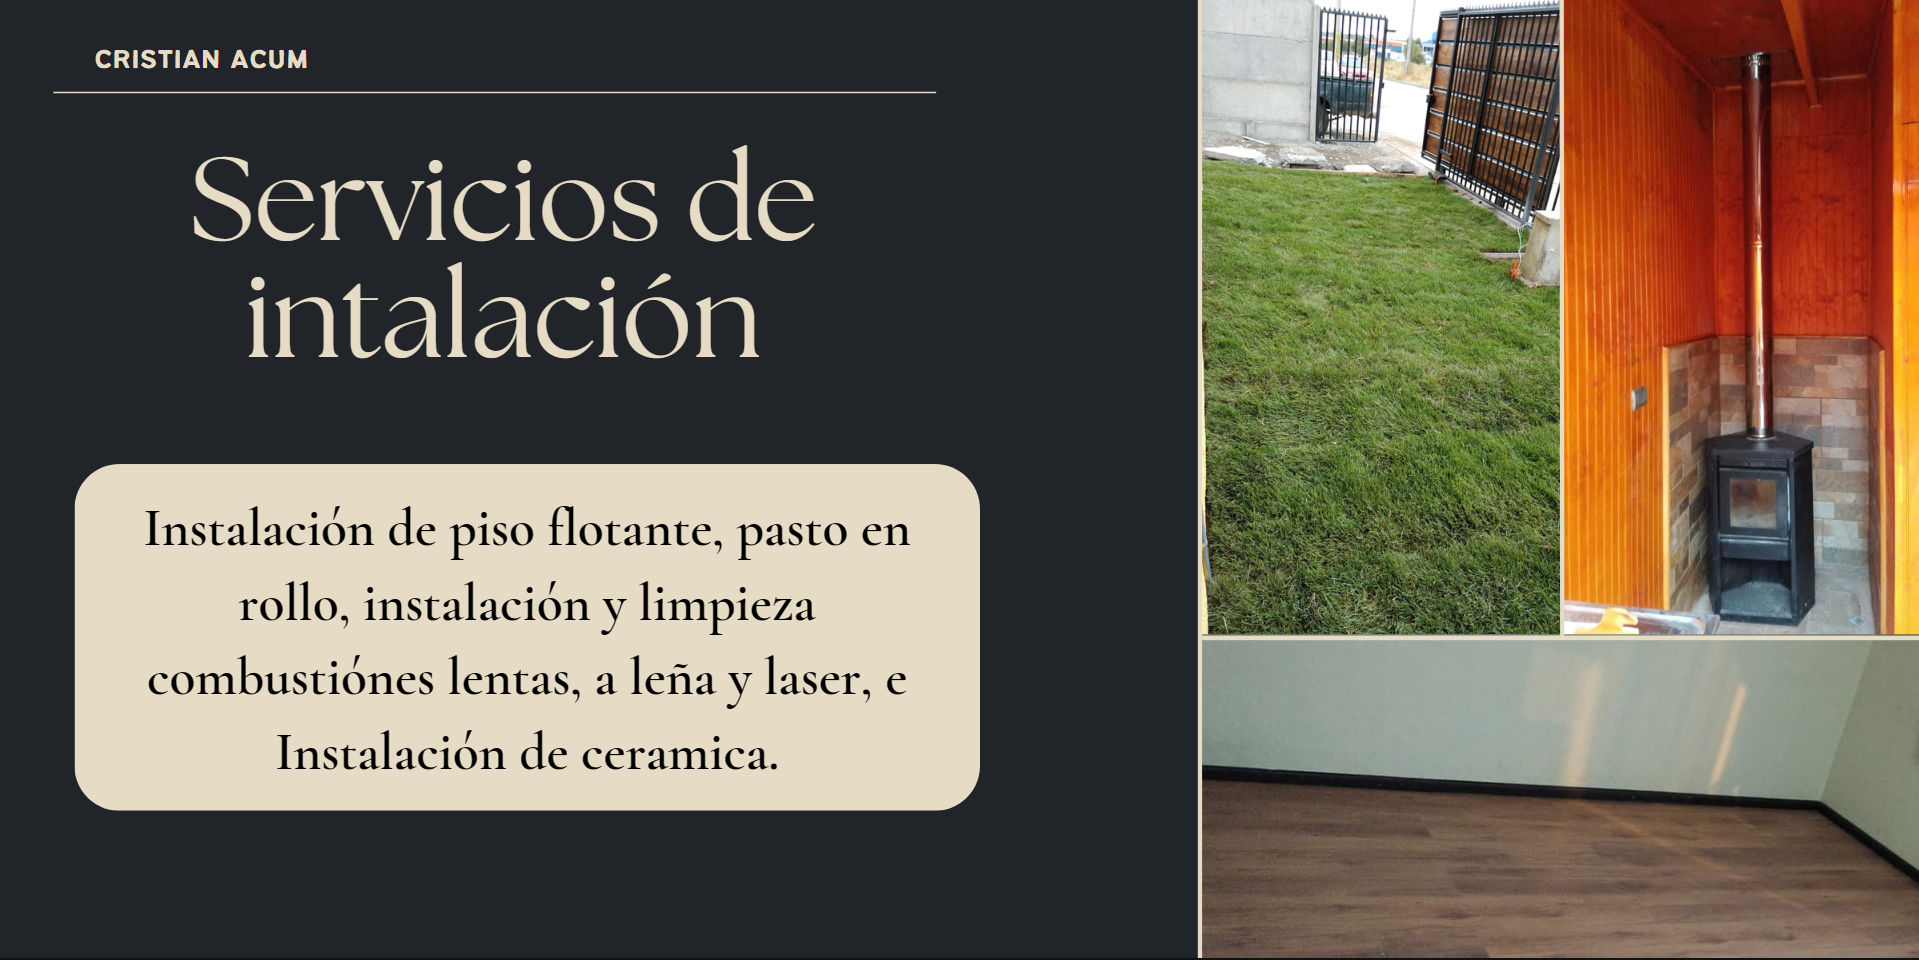 CRISTIAN ACUM
Servicios de
intalación
Instalación de piso flotante, pasto en
rollo, instalación y limpieza
combustiónes lentas, a leña y laser, e
Instalación de ceramica.